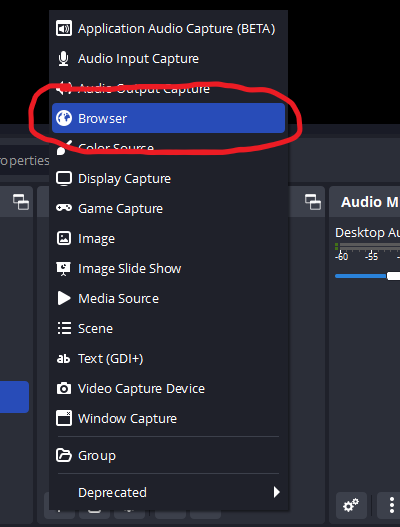 Application Audio Capture (BETA)
Audio Input Capture
Audio Output Capture
Browser
Color Source
roperties
Display Capture
Game Capture
Audio M
Image
Desktop Au
-60 -55
Image Slide Show
Media Source
Scene
ab Text (GDI+)
Video Capture Device
Window Capture
Group
Deprecated